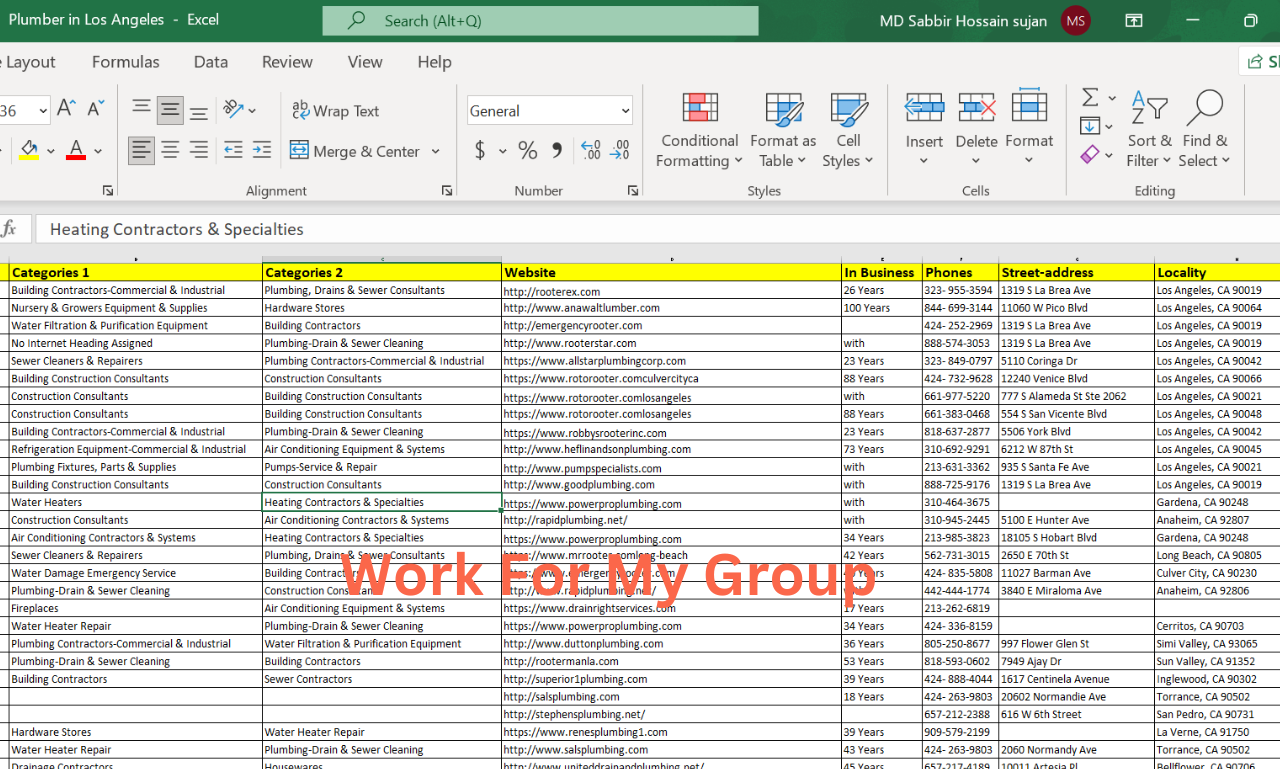 Plumber in Los Angeles - Excel Search (Alt+Q) MD Sabbir Hossain sujan MS
Layout Formulas Data Review View Help
36 A A ab Wrap Text General Conditional Formatting Format as Table Cell Styles Insert Delete Format Sort & Filter Find & Select
A Merge & Center $ % , .00
Alignment Number Styles Cells Editing
fx Heating Contractors & Specialties
Categories 1 Categories 2 Website In Business Phones Street-address Locality
Building Contractors-Commercial & Industrial Plumbing, Drains & Sewer Consultants http://rooterex.com 26 Years 323- 955-3594 1319 S La Brea Ave Los Angeles, CA 90019
Nursery & Growers Equipment & Supplies Hardware Stores http://www.anawaltlumber.com 100 Years 844- 699-3144 11060 W Pico Blvd Los Angeles, CA 90064
Water Filtration & Purification Equipment Building Contractors http://emergencyrooter.com 424- 252-2969 1319 S La Brea Ave Los Angeles, CA 90019
No Internet Heading Assigned Plumbing-Drain & Sewer Cleaning http://www.rooterstar.com with 888-574-3053 1319 S La Brea Ave Los Angeles, CA 90019
Sewer Cleaners & Repairers Plumbing Contractors-Commercial & Industrial https://www.allstarplumbingcorp.com 23 Years 323- 849-0797 5110 Coringa Dr Los Angeles, CA 90042
Building Construction Consultants Construction Consultants https://www.rotorooter.comculvercityca 88 Years 424- 732-9628 12240 Venice Blvd Los Angeles, CA 90066
Construction Consultants Building Construction Consultants https://www.rotorooter.comlosangeles with 661-977-5220 777 S Alameda St Ste 2062 Los Angeles, CA 90021
Construction Consultants Building Construction Consultants https://www.rotorooter.comlosangeles 88 Years 661-383-0468 554 S San Vicente Blvd Los Angeles, CA 90048
Building Contractors-Commercial & Industrial Plumbing-Drain & Sewer Cleaning https://www.robbysrooterinc.com 23 Years 818-637-2877 5506 York Blvd Los Angeles, CA 90042
Refrigeration Equipment-Commercial & Industrial Air Conditioning Equipment & Systems http://www.heflinandsonplumbing.com 73 Years 310-692-9291 6212 W 87th St Los Angeles, CA 90045
Plumbing Fixtures, Parts & Supplies Pumps-Service & Repair http://www.pumpspecialists.com with 213-631-3362 935 S Santa Fe Ave Los Angeles, CA 90021
Building Construction Consultants Construction Consultants http://www.goodplumbing.com with 888-725-9176 1319 S La Brea Ave Los Angeles, CA 90019
Water Heaters Heating Contractors & Specialties https://www.powerproplumbing.com with 310-464-3675 Gardena, CA 90248
Construction Consultants Air Conditioning Contractors & Systems http://rapidplumbing.net/ with 310-945-2445 5100 E Hunter Ave Anaheim, CA 92807
Air Conditioning Contractors & Systems Heating Contractors & Specialties https://www.powerproplumbing.com 34 Years 213-985-3823 18105 S Hobart Blvd Gardena, CA 90248
Sewer Cleaners & Repairers Plumbing, Drains & Sewer Consultants https://www.mrrooter.comlong-beach 42 Years 562-731-3015 2650 E 70th St Long Beach, CA 90805
Work For My Group
Water Damage Emergency Service Building Contractors Years 424- 835-5808 11027 Barman Ave Culver City, CA 90230
Plumbing-Drain & Sewer Cleaning Construction 442-444-1774 3840 E Miraloma Ave Anaheim, CA 92806
Fireplaces Air Conditioning Equipment & Systems https://www.drainrightservices.com 17 Years 213-262-6819
Water Heater Repair Plumbing-Drain & Sewer Cleaning http://www.powerproplumbing.com 34 Years 424- 336-8159 Cerritos, CA 90703
Plumbing Contractors-Commercial & Industrial Water Filtration & Purification Equipment http://www.duttonplumbing.com 36 Years 805-250-8677 997 Flower Glen St Simi Valley, CA 93065
Plumbing-Drain & Sewer Cleaning Building Contractors http://rootermanla.com 53 Years 818-593-0602 7949 Ajay Dr Sun Valley, CA 91352
Building Contractors Sewer Contractors http://superior1plumbing.com 39 Years 424- 888-4044 1617 Centinela Avenue Inglewood, CA 90302
http://salsplumbing.com 18 Years 424- 263-9803 20602 Normandie Ave Torrance, CA 90502
http://stephensplumbing.net/ 657-212-2388 616 W 6th Street San Pedro, CA 90731
Hardware Stores Water Heater Repair https://www.renesplumbing1.com 39 Years 909-579-2199 La Verne, CA 91750
Water Heater Repair Plumbing-Drain & Sewer Cleaning http://www.salsplumbing.com 43 Years 424- 263-9803 2060 Normandy Ave Torrance, CA 90502
Drainage Contractors Housewares http://www.uniteddrainandplumbing.net/ 45 Years 657-217-4189 10011 Artesia Pl Bellflower, CA 90706